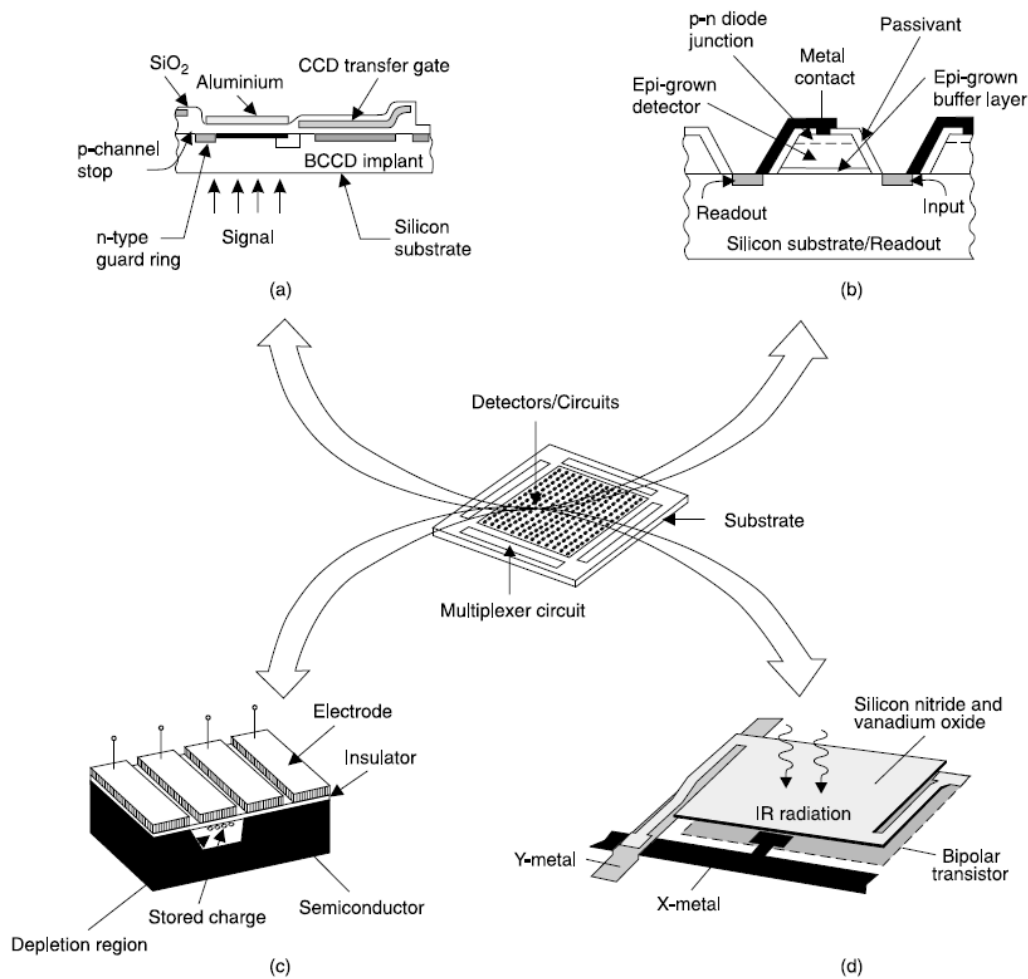 SiO2
Aluminium
CCD transfer gate
p-channel
stop
BCCD implant
n-type
guard ring
Signal
Silicon
substrate
(a)
p-n diode
junction
Metal
contact
Passivant
Epi-grown
detector
Epi-grown
buffer layer
Readout
Input
Silicon substrate/Readout
(b)
Detectors/Circuits
Substrate
Multiplexer circuit
Electrode
Insulator
Stored charge
Semiconductor
Depletion region
(c)
Silicon nitride and
vanadium oxide
IR radiation
Y-metal
Bipolar
transistor
X-metal
(d)